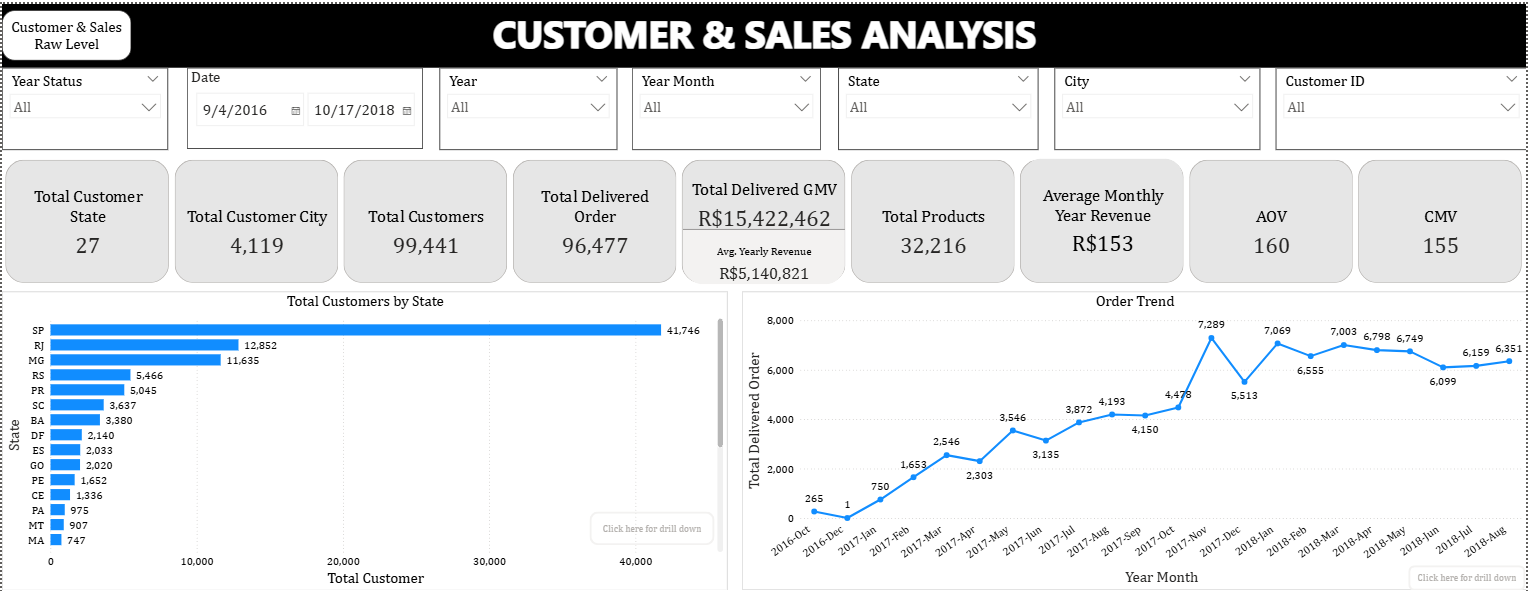 Customer & Sales
Raw Level
CUSTOMER & SALES ANALYSIS
Year Status
All
Date
9/4/2016
10/17/2018
Year
All
Year Month
All
State
All
City
All
Customer ID
All
Total Customer
State
27
Total Customer City
4,119
Total Customers
99,441
Total Delivered
Order
96,477
Total Delivered GMV
R$15,422,462
Avg. Yearly Revenue
R$5,140,821
Total Products
32,216
Average Monthly
Year Revenue
R$153
AOV
160
CMV
155
Total Customers by State
State
SP 41,746
RJ 12,852
MG 11,635
RS 5,466
PR 5,045
SC 3,637
BA 3,380
DF 2,140
ES 2,033
GO 2,020
PE 1,652
CE 1,336
PA 975
MT 907
MA 747
Click here for drill down
0 10,000 20,000 30,000 40,000
Total Customer
Order Trend
Total Delivered Order
8,000
6,000
4,000
2,000
0
265
1
750
1,653
2,546
2,303
3,546
3,135
3,872
4,193
4,150
4,478
7,289
5,513
7,069
6,555
7,003
6,798
6,749
6,099
6,159
6,351
2016-Oct
2016-Dec
2017-Jan
2017-Feb
2017-Mar
2017-Apr
2017-May
2017-Jun
2017-Jul
2017-Aug
2017-Sep
2017-Oct
2017-Nov
2017-Dec
2018-Jan
2018-Feb
2018-Mar
2018-Apr
2018-May
2018-Jun
2018-Jul
2018-Aug
Year Month
Click here for drill down